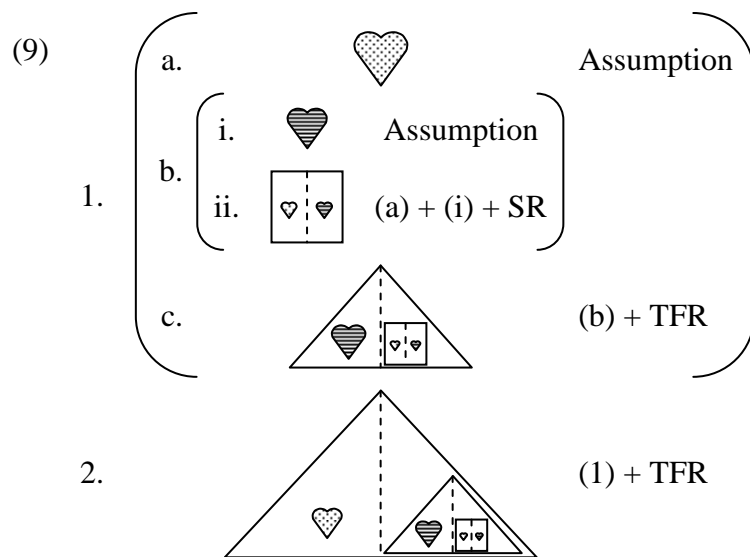 (9)
a. Assumption
i. Assumption
b.
1.
ii. (a) + (i) + SR
c. (b) + TFR
2. (1) + TFR